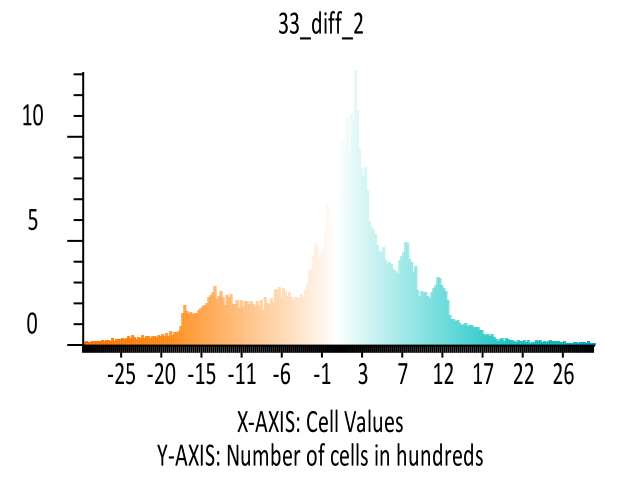 33_diff_2
10
5
0
-25 -20 -15 -11 -6 -1 3 7 12 17 22 26
X-AXIS: Cell Values
Y-AXIS: Number of cells in hundreds